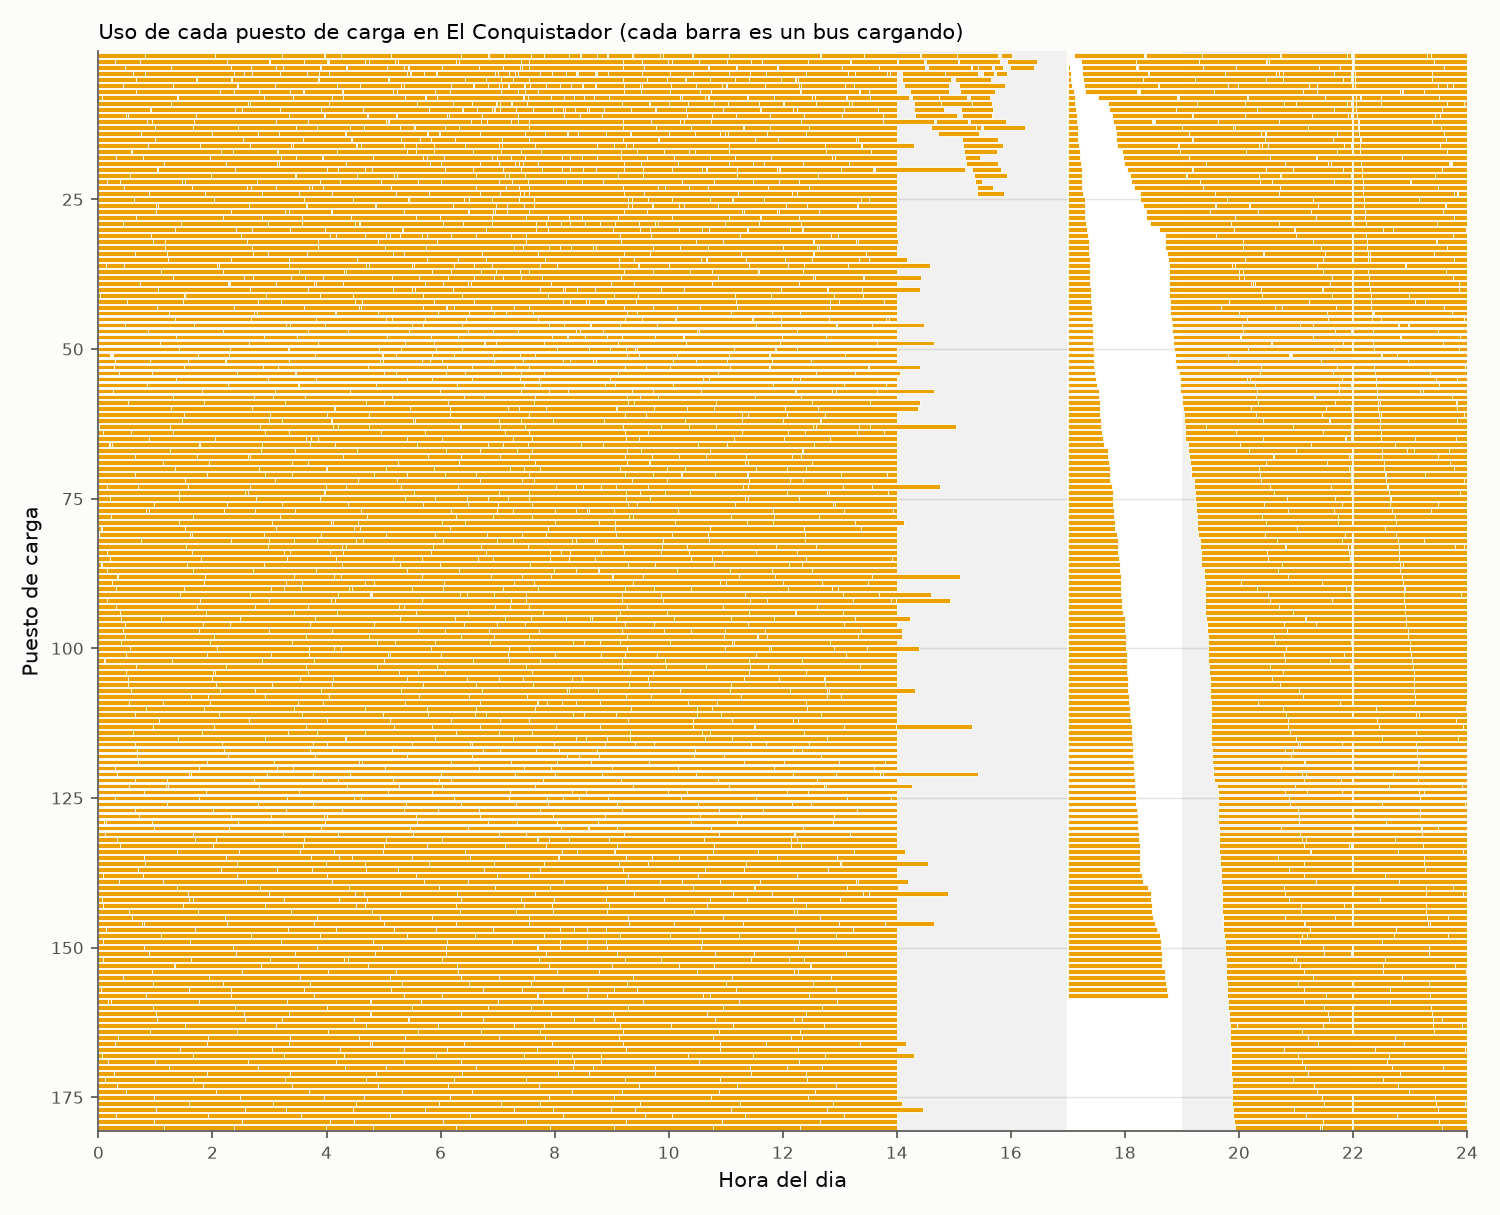 Uso de cada puesto de carga en El Conquistador (cada barra es un bus cargando)
Puesto de carga
25
50
75
100
125
150
175
0 2 4 6 8 10 12 14 16 18 20 22 24
Hora del dia